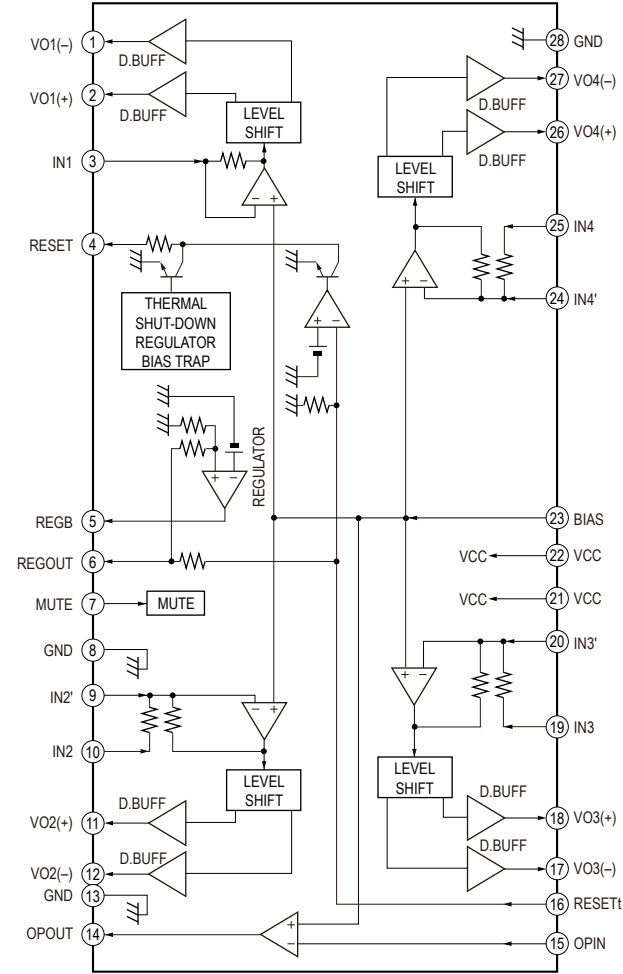 VO1(–) 1
D.BUFF
VO1(+) 2
D.BUFF
LEVEL
SHIFT
IN1 3
– +
RESET 4
THERMAL
SHUT-DOWN
REGULATOR
BIAS TRAP
+ –
REGULATOR
+ –
REGB 5
REGOUT 6
MUTE 7
MUTE
GND 8
IN2' 9
– +
IN2 10
LEVEL
SHIFT
D.BUFF
VO2(+) 11
D.BUFF
VO2(–) 12
GND 13
OPOUT 14
+
–
28 GND
27 VO4(–)
D.BUFF
26 VO4(+)
D.BUFF
LEVEL
SHIFT
25 IN4
+ –
24 IN4'
23 BIAS
VCC 22 VCC
VCC 21 VCC
20 IN3'
+ –
19 IN3
LEVEL
SHIFT
D.BUFF
18 VO3(+)
D.BUFF
17 VO3(–)
16 RESETt
15 OPIN